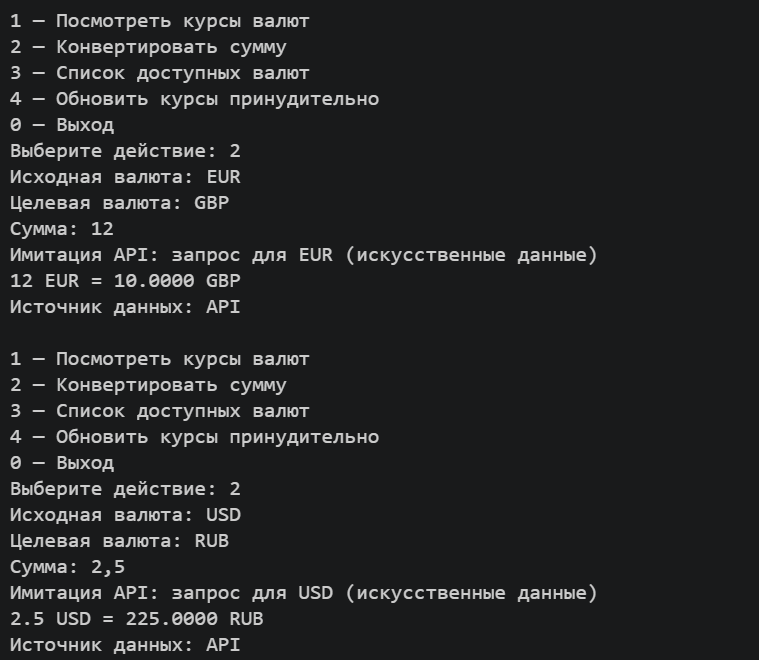 1 — Посмотреть курсы валют
2 — Конвертировать сумму
3 — Список доступных валют
4 — Обновить курсы принудительно
0 — Выход
Выберите действие: 2
Исходная валюта: EUR
Целевая валюта: GBP
Сумма: 12
Имитация API: запрос для EUR (искусственные данные)
12 EUR = 10.0000 GBP
Источник данных: API

1 — Посмотреть курсы валют
2 — Конвертировать сумму
3 — Список доступных валют
4 — Обновить курсы принудительно
0 — Выход
Выберите действие: 2
Исходная валюта: USD
Целевая валюта: RUB
Сумма: 2,5
Имитация API: запрос для USD (искусственные данные)
2.5 USD = 225.0000 RUB
Источник данных: API